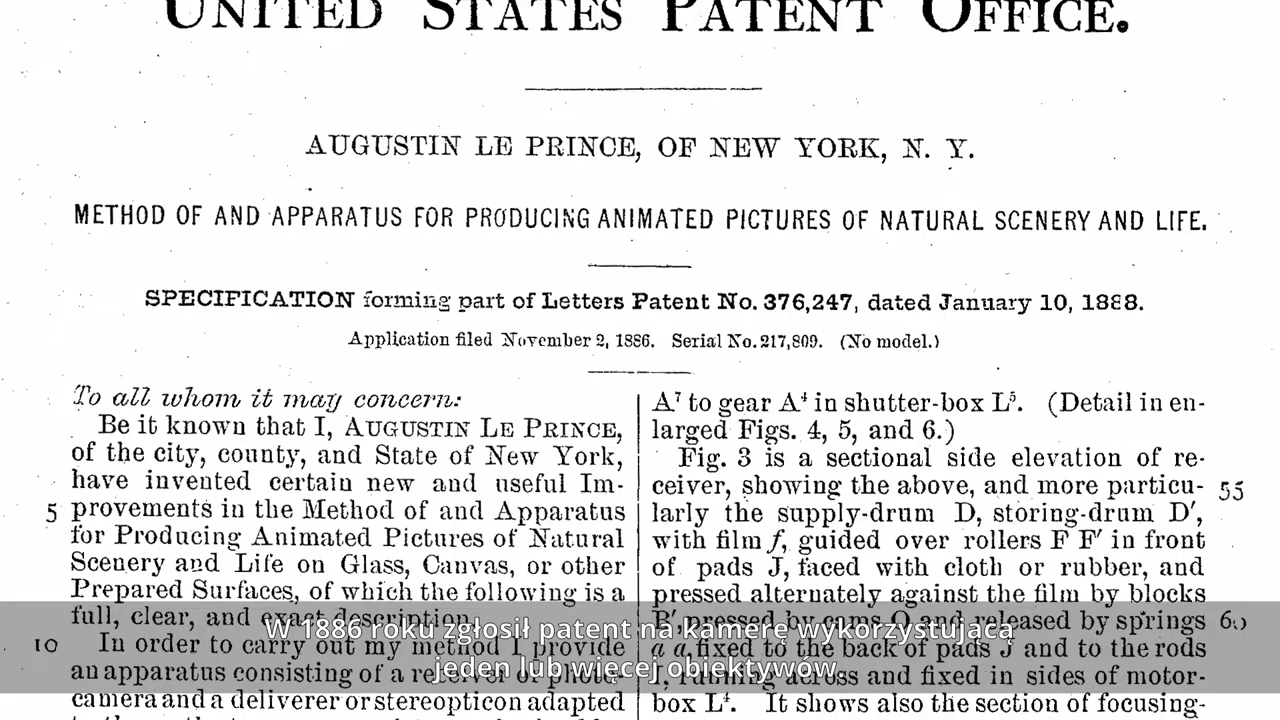 UNITED STATES PATENT OFFICE.
AUGUSTIN LE PRINCE, OF NEW YORK, N. Y.
METHOD OF AND APPARATUS FOR PRODUCING ANIMATED PICTURES OF NATURAL SCENERY AND LIFE.
SPECIFICATION forming part of Letters Patent No. 376,247, dated January 10, 1888.
Application filed November 2, 1886. Serial No. 217,809. (No model.)
To all whom it may concern:
Be it known that I, AUGUSTIN LE PRINCE,
of the city, county, and State of New York,
have invented certain new and useful Im-
5 provements in the Method of and Apparatus
for Producing Animated Pictures of Natural
Scenery and Life on Glass, Canvas, or other
Prepared Surfaces, of which the following is a
full, clear, and exact description.
10 In order to carry out my method I provide
an apparatus consisting of a receiver or photo-
camera and a deliverer or stereopticon adapted
A⁷ to gear A⁴ in shutter-box L⁵. (Detail in en-
larged Figs. 4, 5, and 6.)
Fig. 3 is a sectional side elevation of re-
ceiver, showing the above, and more particu- 55
larly the supply-drum D, storing-drum D′,
with film f, guided over rollers F F′ in front
of pads J, faced with cloth or rubber, and
pressed alternately against the film by blocks
B′, pressed by cams O and released by springs 60
a a, fixed to the back of pads J and to the rods
running across and fixed in sides of motor-
box L⁴. It shows also the section of focusing-
W 1886 roku zgłosił patent na kamerę wykorzystującą
jeden lub więcej obiektywów.